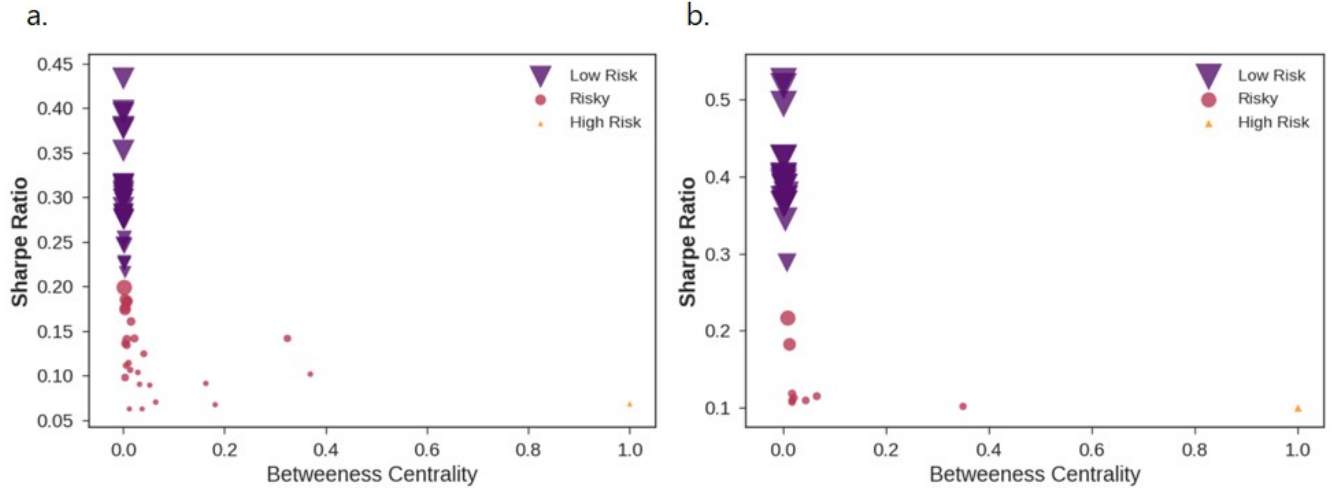 a.
Sharpe Ratio
0.45
0.40
0.35
0.30
0.25
0.20
0.15
0.10
0.05
Low Risk
Risky
High Risk
0.0 0.2 0.4 0.6 0.8 1.0
Betweeness Centrality
b.
Sharpe Ratio
0.5
0.4
0.3
0.2
0.1
Low Risk
Risky
High Risk
0.0 0.2 0.4 0.6 0.8 1.0
Betweeness Centrality